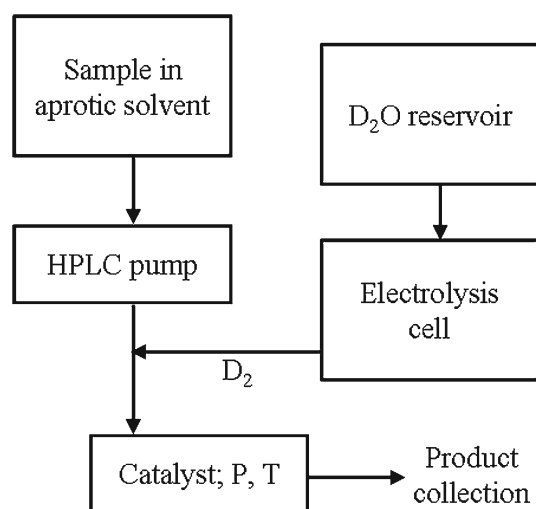 Sample in
aprotic solvent
D₂O reservoir
HPLC pump
Electrolysis
cell
D₂
Catalyst; P, T
Product
collection